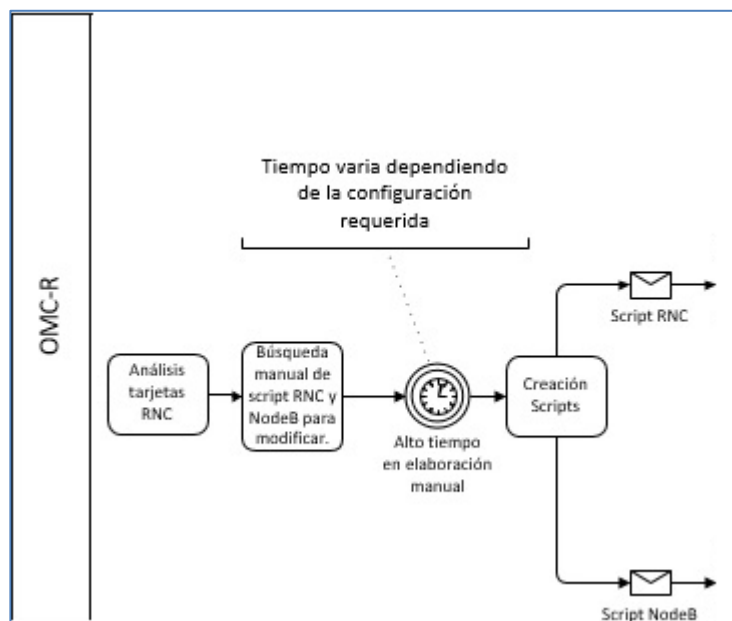 Tiempo varia dependiendo
de la configuración
requerida
OMC-R
Script RNC
Análisis
tarjetas
RNC
Búsqueda
manual de
script RNC y
NodeB para
modificar.
Alto tiempo
en elaboración
manual
Creación
Scripts
Script NodeB